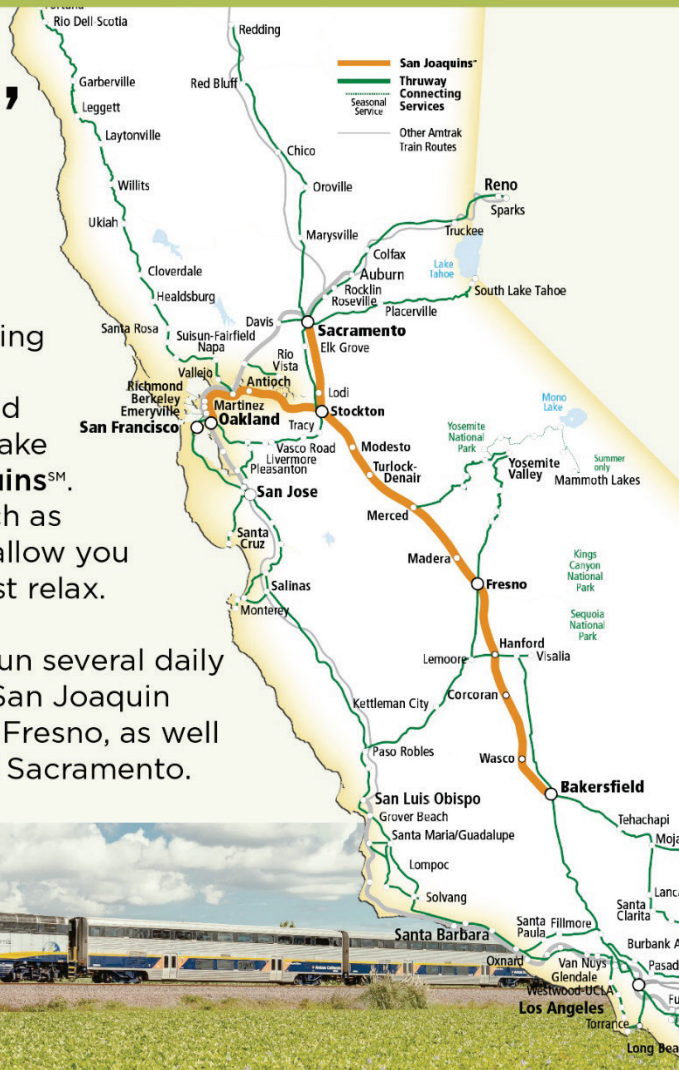 Rio Dell-Scotia
Redding
Garberville
Red Bluff
Leggett
Laytonville
Chico
Willits
Oroville
Ukiah
Marysville
Cloverdale
Healdsburg
Santa Rosa
San Joaquins
Thruway
Connecting
Services
Seasonal
Service
Other Amtrak
Train Routes
Reno
Sparks
Truckee
Colfax
Lake
Tahoe
Auburn
Rocklin
Roseville
South Lake Tahoe
Placerville
Davis
Sacramento
Suisun-Fairfield
Napa
Elk Grove
Rio
Vista
Vallejo
Antioch
Lodi
Richmond
Berkeley
Emeryville
Martinez
San Francisco
Oakland
Stockton
Tracy
Vasco Road
Livermore
Pleasanton
San Jose
Modesto
Turlock-
Denair
Merced
Mono
Lake
Yosemite
National
Park
Yosemite
Valley
Summer
only
Mammoth Lakes
Santa
Cruz
Salinas
Monterey
Madera
Fresno
Kings
Canyon
National
Park
Sequoia
National
Park
Hanford
Lemoore
Visalia
Corcoran
Kettleman City
Paso Robles
Wasco
Bakersfield
San Luis Obispo
Grover Beach
Santa Maria/Guadalupe
Lompoc
Solvang
Tehachapi
Santa
Clarita
Santa Barbara
Santa
Paula
Fillmore
Oxnard
Van Nuys
Glendale
Westwood-UCLA
Los Angeles
Torrance
Burbank A
Pasad
Long Bea
ing
d
ake
uins℠.
ch as
allow you
st relax.
un several daily
San Joaquin
Fresno, as well
Sacramento.